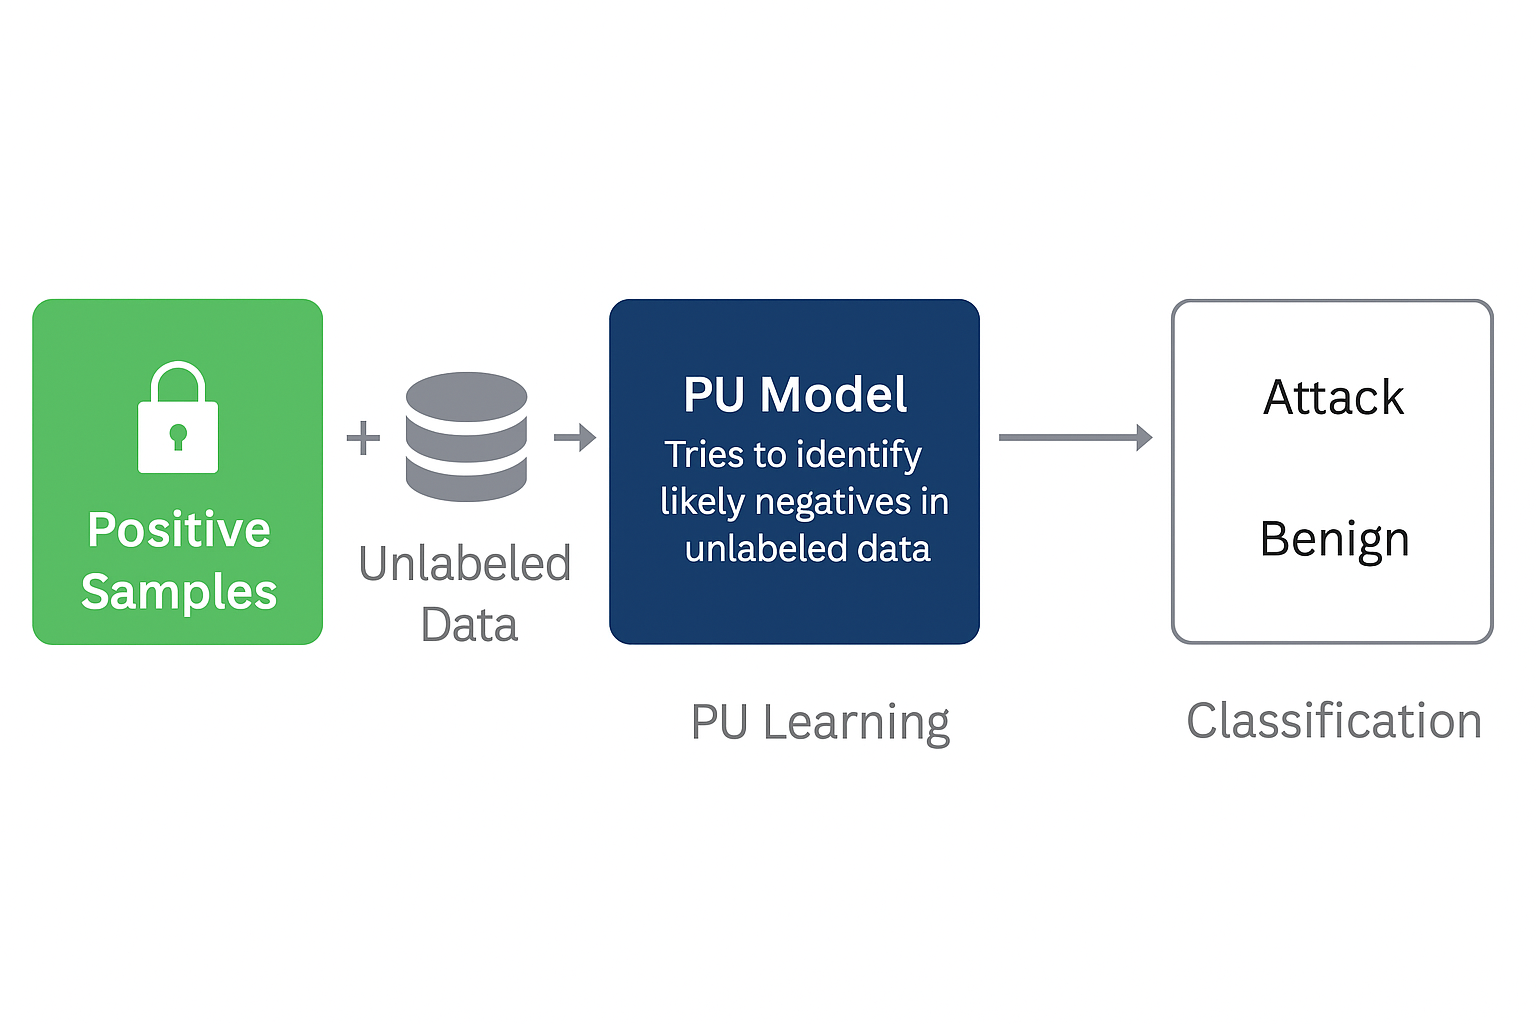 Positive
Samples
+
Unlabeled
Data
PU Model
Tries to identify
likely negatives in
unlabeled data
PU Learning
Attack
Benign
Classification